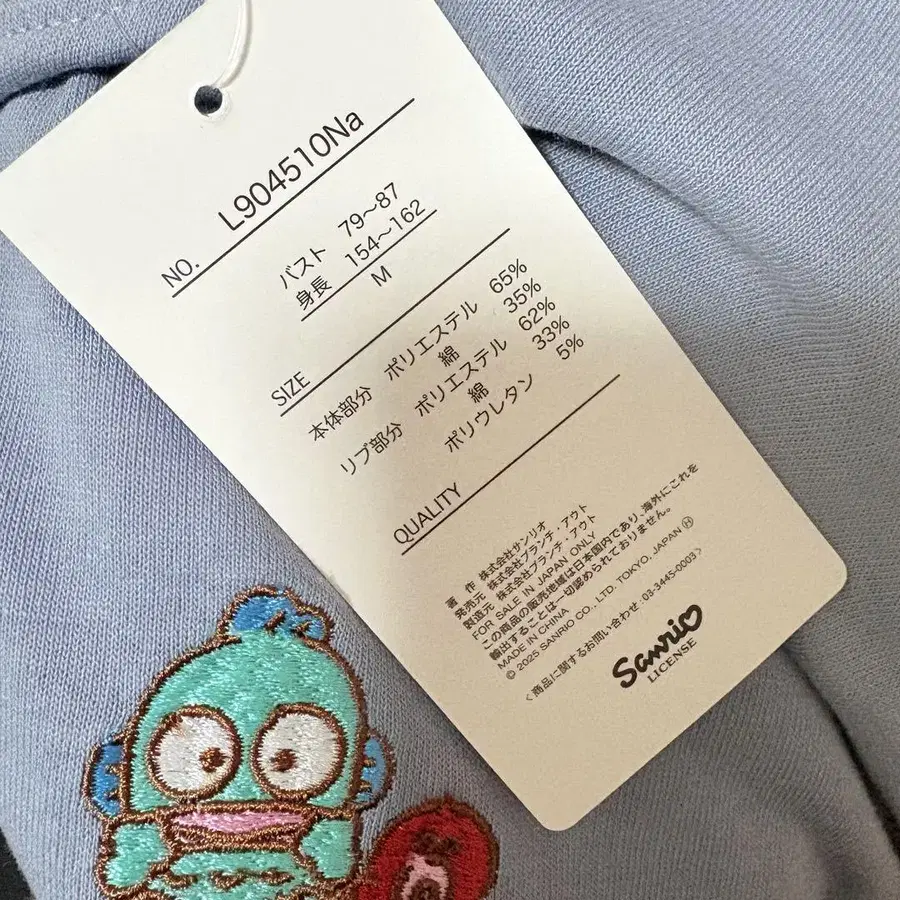 NO. L904510Na
バスト 79〜87
身長 154〜162
SIZE M
本体部分 ポリエステル 65%
綿 35%
リブ部分 ポリエステル 62%
綿 33%
ポリウレタン 5%
QUALITY
著作 株式会社サンリオ
発売元 株式会社ブランチ・アウト
製造元 株式会社ブランチ・アウト
FOR SALE IN JAPAN ONLY
この商品の販売地域は日本国内であり、海外にこれを
輸出することは一切認められておりません。
MADE IN CHINA
© 2025 SANRIO CO., LTD. TOKYO, JAPAN Ⓗ
〈商品に関するお問い合わせ:03-3445-0003〉
Sanrio
LICENSE